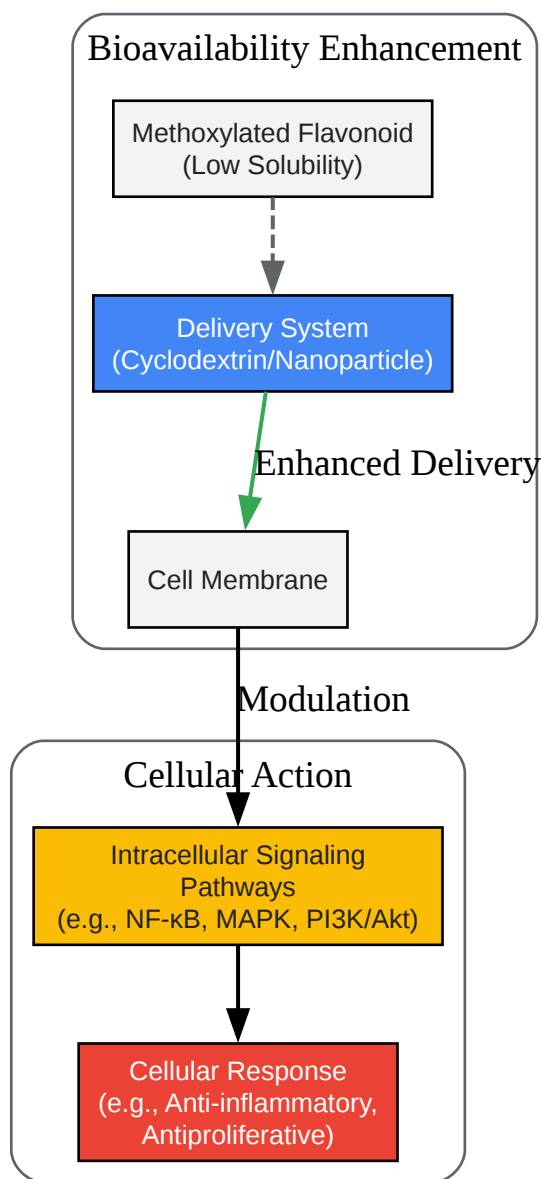 Bioavailability Enhancement
Methoxylated Flavonoid
(Low Solubility)
Delivery System
(Cyclodextrin/Nanoparticle)
Enhanced Delivery
Cell Membrane
Modulation
Cellular Action
Intracellular Signaling
Pathways
(e.g., NF-κB, MAPK, PI3K/Akt)
Cellular Response
(e.g., Anti-inflammatory,
Antiproliferative)